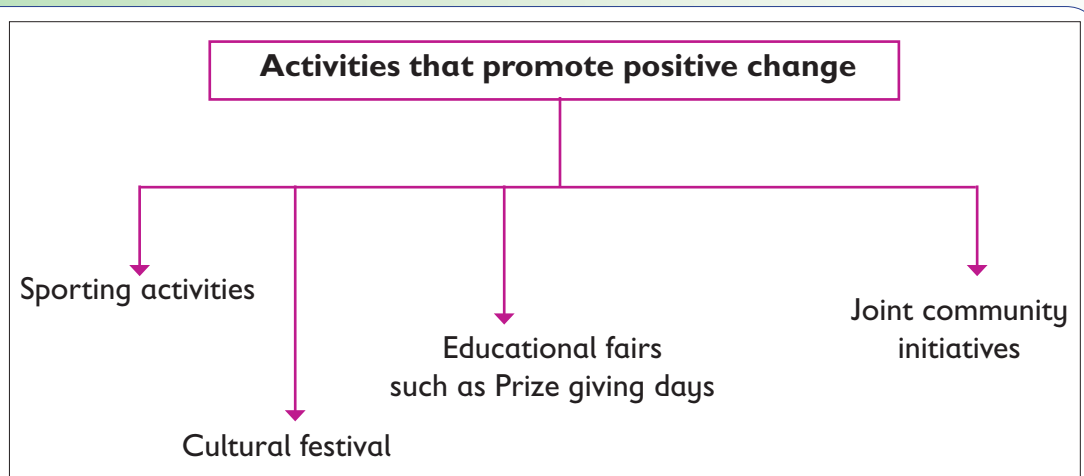 Activities that promote positive change
Sporting activities
Cultural festival
Educational fairs
such as Prize giving days
Joint community
initiatives